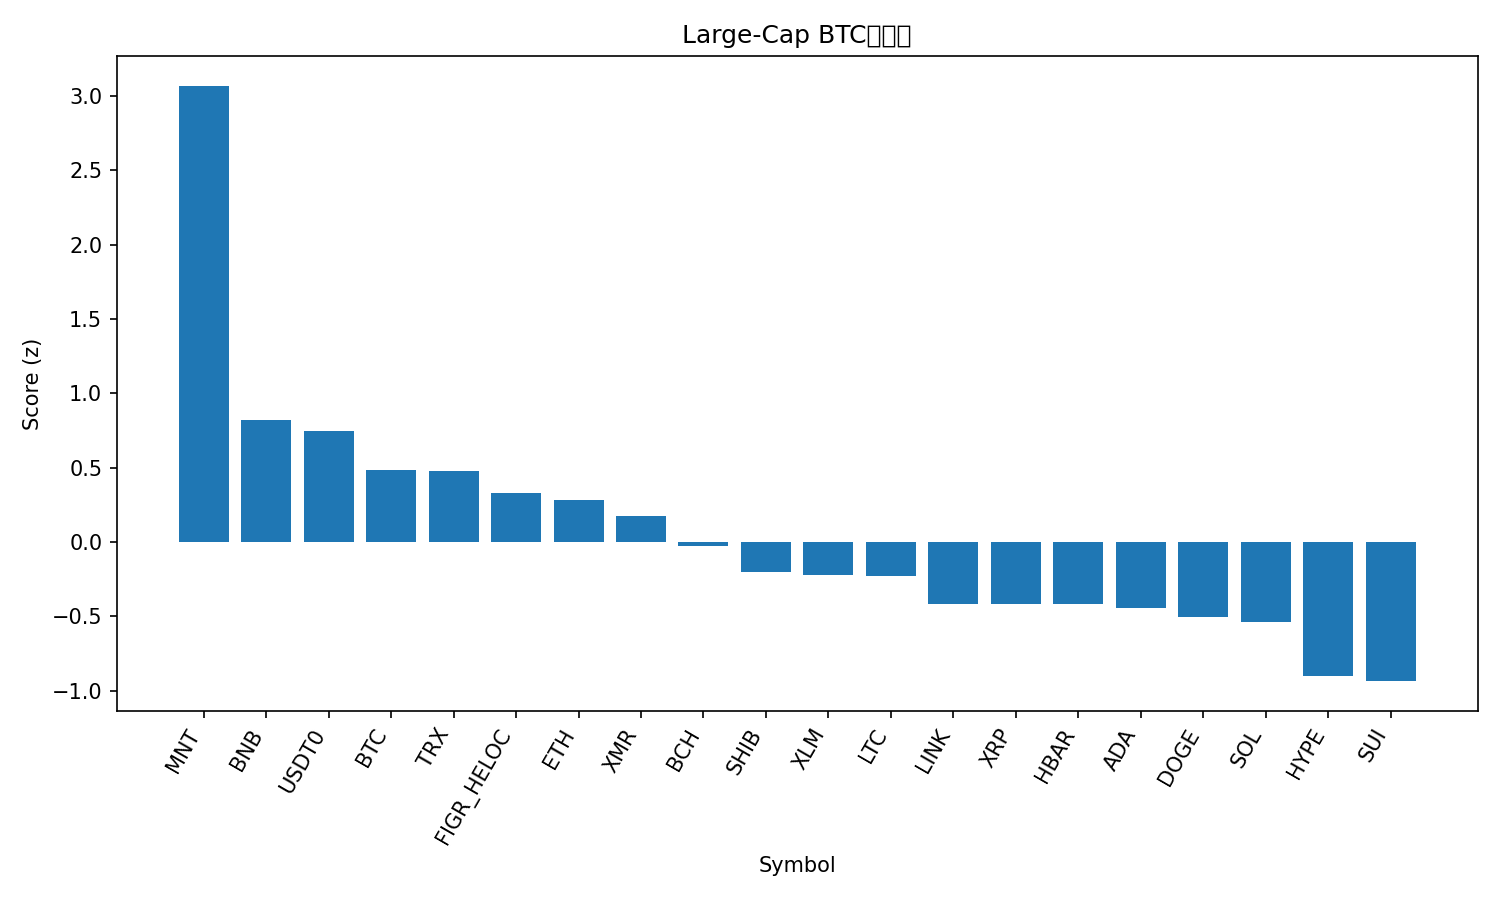 Large-Cap BTC
Score (z)
3.0
2.5
2.0
1.5
1.0
0.5
0.0
−0.5
−1.0
MNT
BNB
USDT0
BTC
TRX
FIGR_HELOC
ETH
XMR
BCH
SHIB
XLM
LTC
LINK
XRP
HBAR
ADA
DOGE
SOL
HYPE
SUI
Symbol